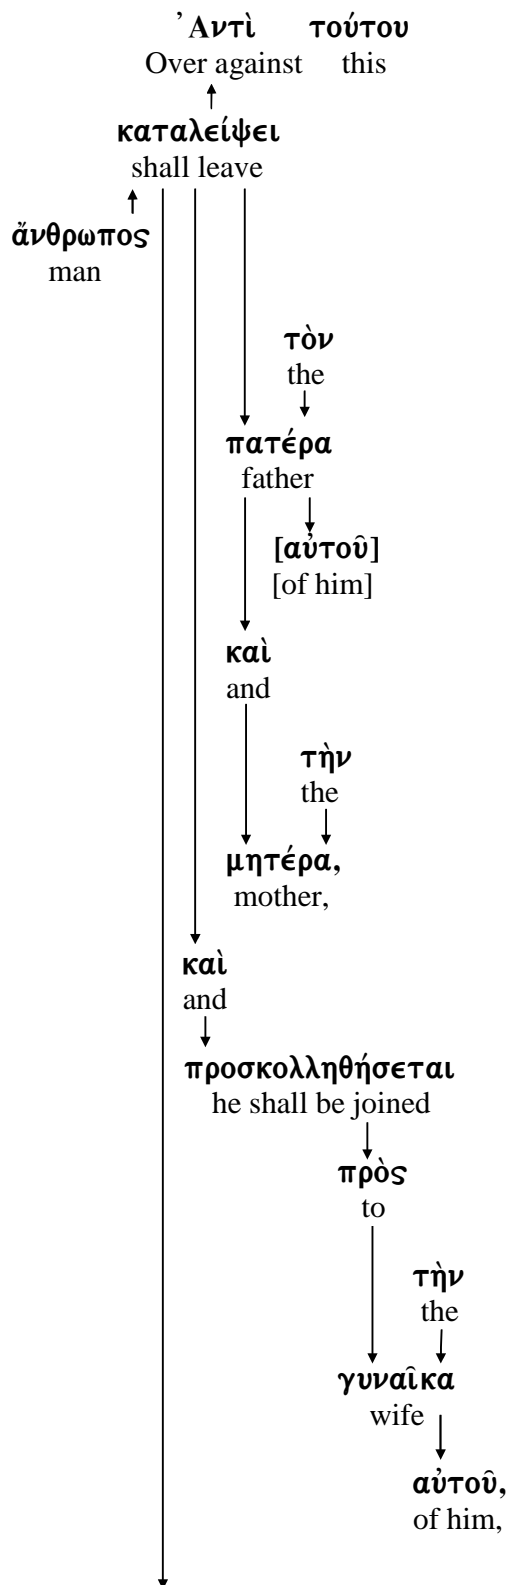 ᾿Αντὶ τούτου
Over against this
καταλείψει
shall leave
ἄνθρωπος
man
τὸν
the
πατέρα
father
[αὐτοῦ]
[of him]
καὶ
and
τὴν
the
μητέρα,
mother,
καὶ
and
προσκολληθήσεται
he shall be joined
πρὸς
to
τὴν
the
γυναῖκα
wife
αὐτοῦ,
of him,